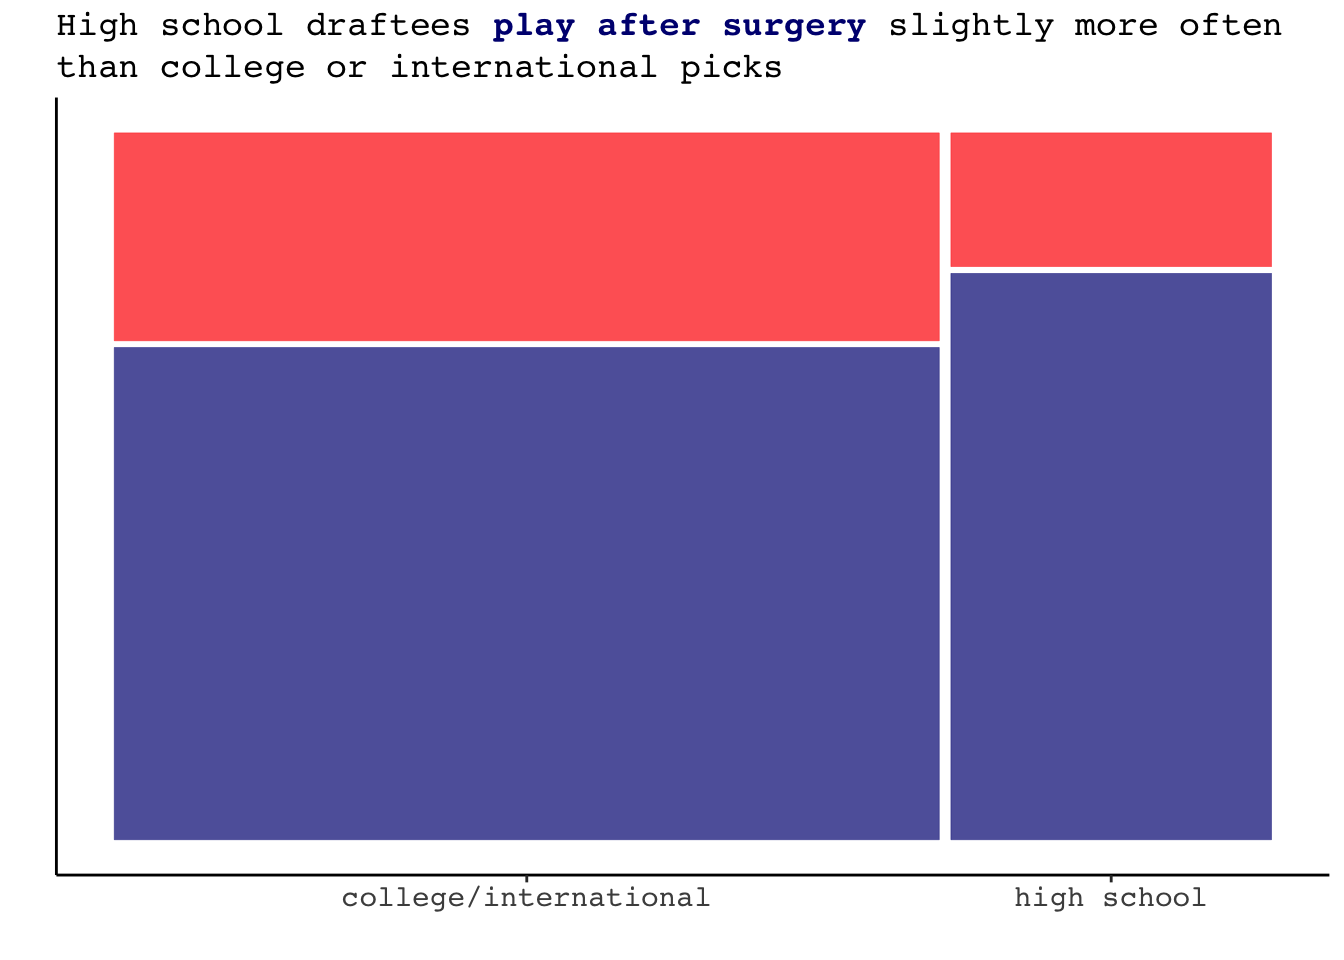 High school draftees play after surgery slightly more often
than college or international picks
college/international
high school